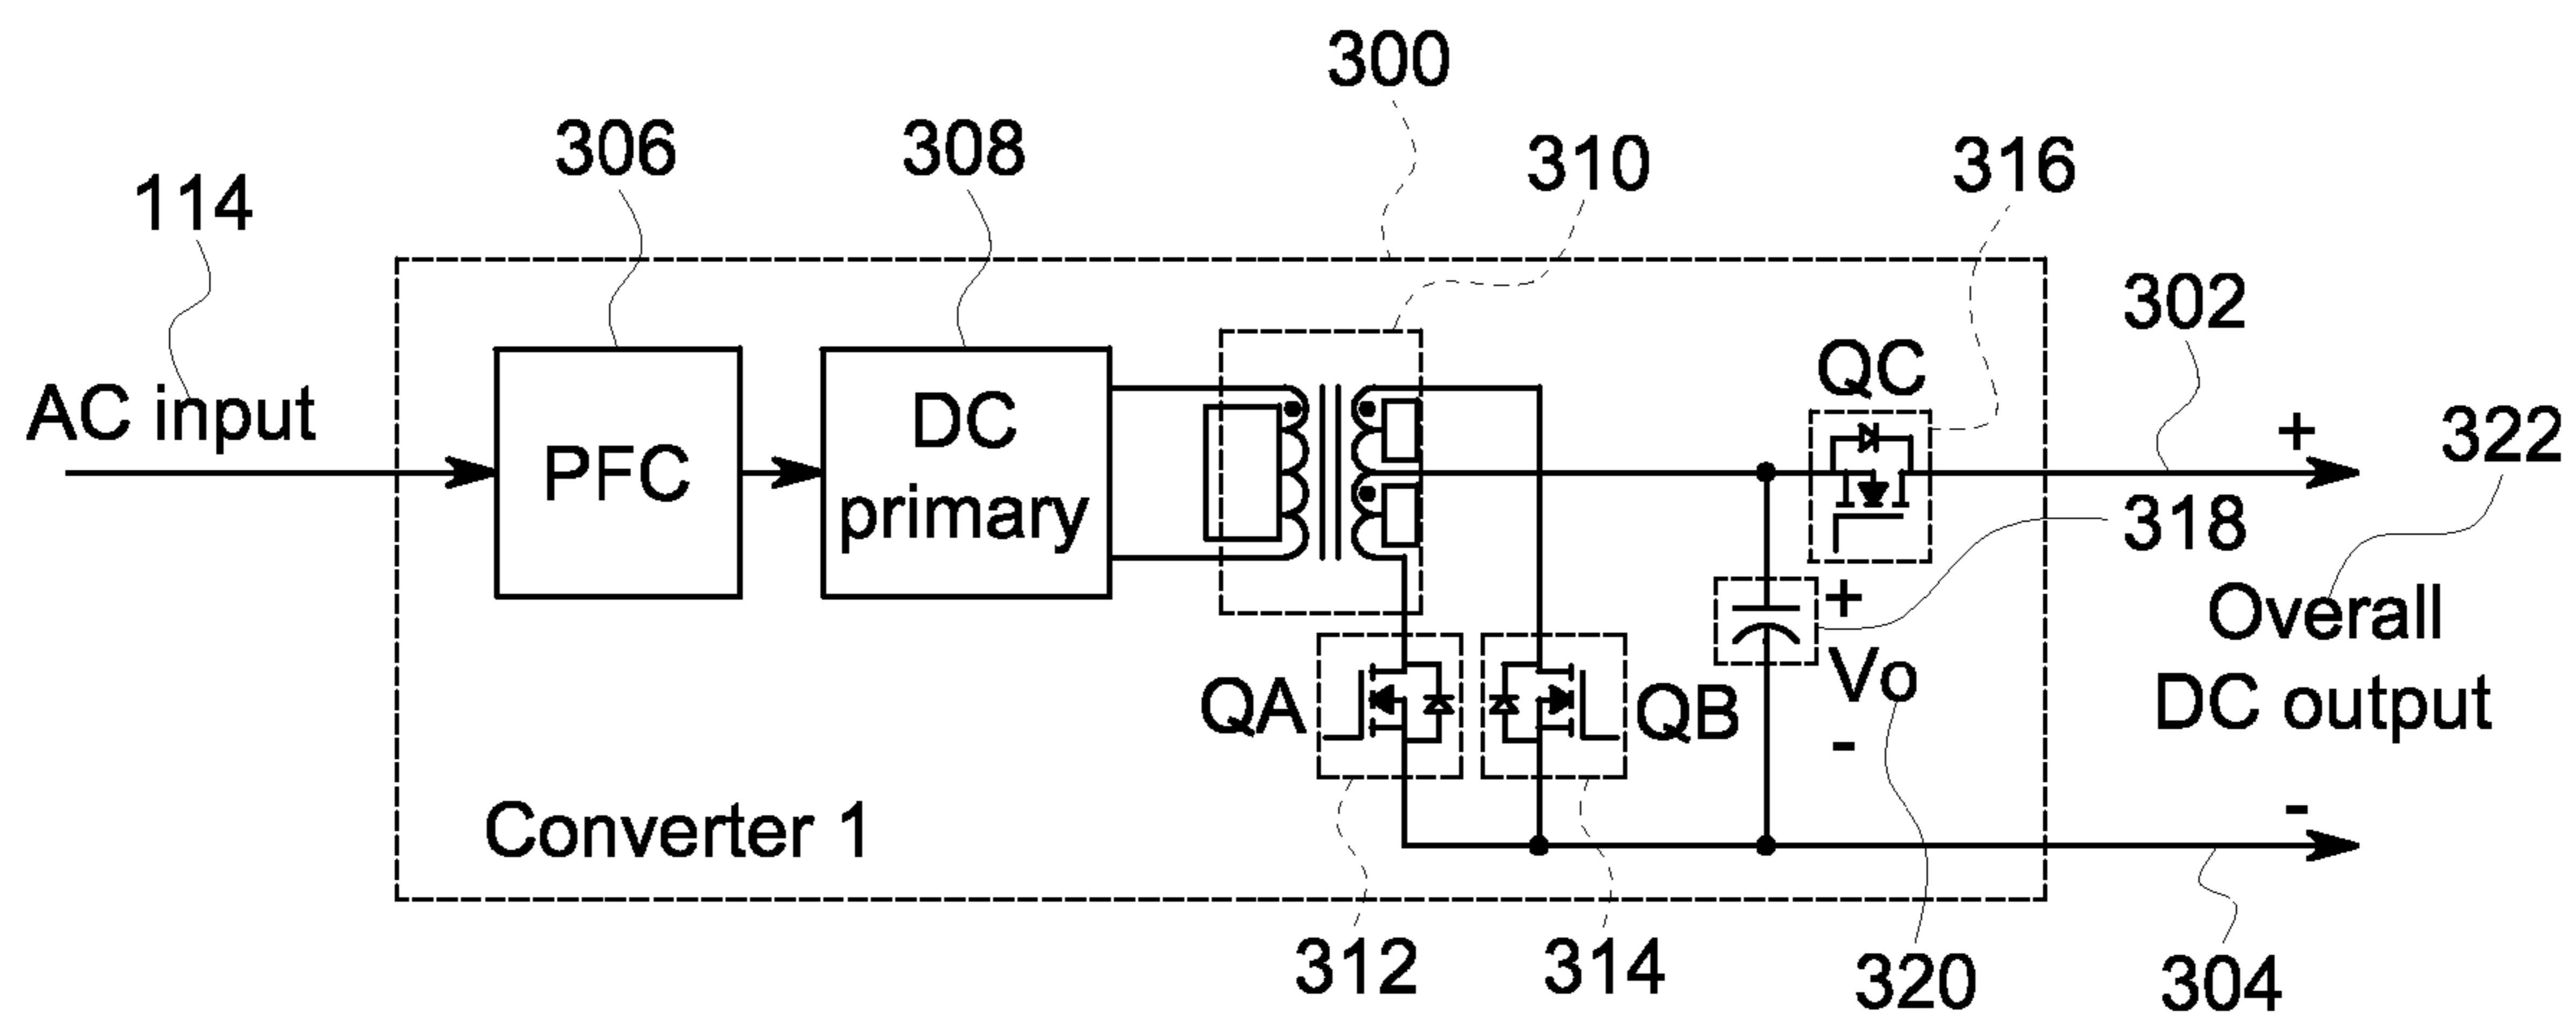 300
306
308
310
316
114
302
QC
322
AC input
DC
primary
PFC
+
318
+
Overall
Vo
DC output
QA
QB
-
-
Converter 1
312
314
320
304